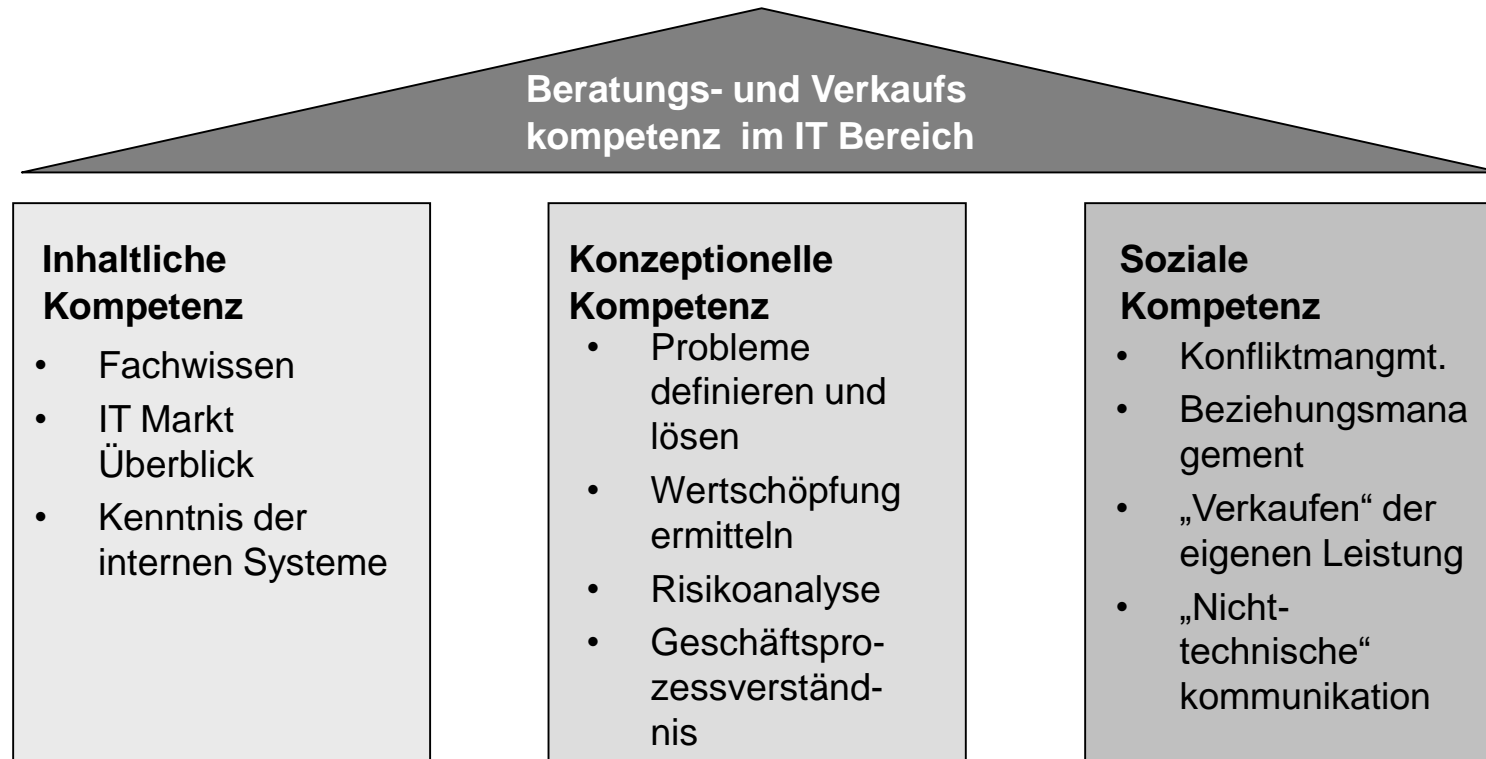 Beratungs- und Verkaufs
kompetenz im IT Bereich
Inhaltliche
Kompetenz
• Fachwissen
• IT Markt
Überblick
• Kenntnis der
internen Systeme
Konzeptionelle
Kompetenz
• Probleme
definieren und
lösen
• Wertschöpfung
ermitteln
• Risikoanalyse
• Geschäftspro-
zessverständ-
nis
Soziale
Kompetenz
• Konfliktmangmt.
• Beziehungsmana
gement
• „Verkaufen“ der
eigenen Leistung
• „Nicht-
technische“
kommunikation